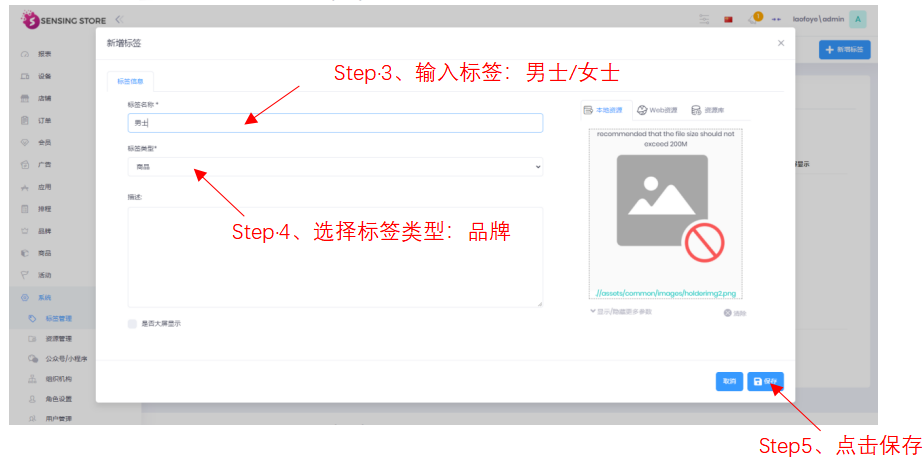 SENSING STORE
laofoye\admin
A
新增标签
新增标签
标签信息
Step·3、输入标签：男士/女士
标签名称 *
男士
标签类型*
商品
Step·4、选择标签类型：品牌
描述:
是否大屏显示
本地资源
Web资源
资源库
recommended that the file size should not
exceed 200M
//assets/common/images/holderimg2.png
显示/隐藏更多参数
清除
取消
保存
Step5、点击保存
报表
设备
店铺
订单
会员
广告
应用
排程
品牌
商品
活动
系统
标签管理
资源管理
公众号/小程序
组织机构
角色设置
用户管理